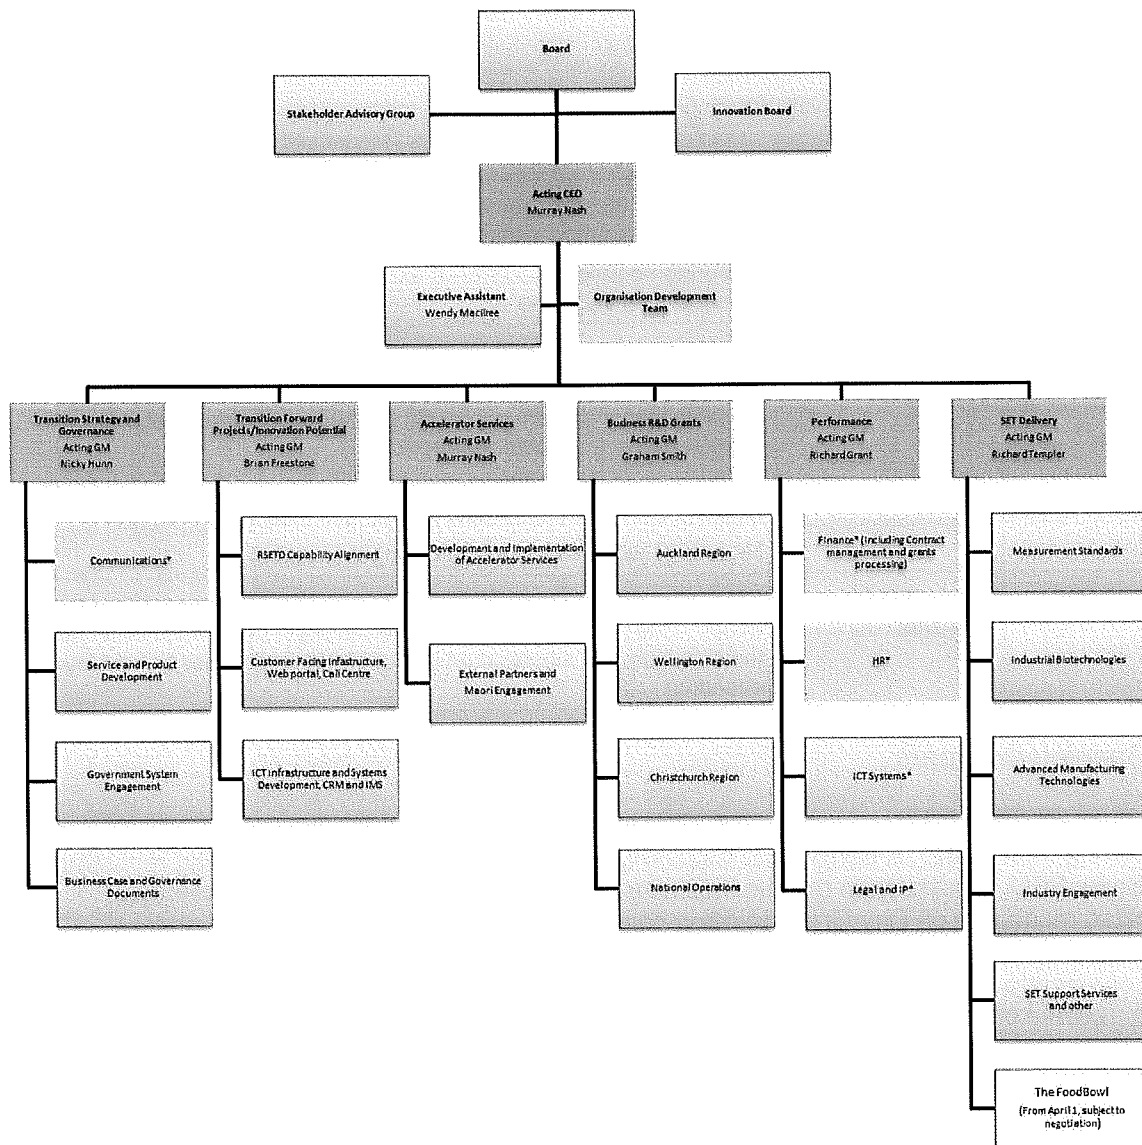 Board
Stakeholder Advisory Group
Innovation Board
Acting CEO
Murray Nash
Executive Assistant
Wendy MacIlree
Organisation Development
Team
Transition Strategy and
Governance
Acting GM
Nicky Hunn
Transition Forward
Projects/Innovation Potential
Acting GM
Brian Freestone
Accelerator Services
Acting GM
Murray Nash
Business R&D Grants
Acting GM
Graham Smith
Performance
Acting GM
Richard Grant
SET Delivery
Acting GM
Richard Templer
Communications*
Service and Product
Development
Government System
Engagement
Business Case and Governance
Documents
RSETD Capability Alignment
Customer Facing Infastructure,
Web portal, Call Centre
ICT Infrastructure and Systems
Development, CRM and IMS
Development and Implementation
of Accelerator Services
External Partners and
Maori Engagement
Auckland Region
Wellington Region
Christchurch Region
National Operations
Finance* (Including Contract
management and grants
processing)
HR*
ICT Systems*
Legal and IP*
Measurement Standards
Industrial Biotechnologies
Advanced Manufacturing
Technologies
Industry Engagement
SET Support Services
and other
The FoodBowl
(From April 1, subject to
negotiation)